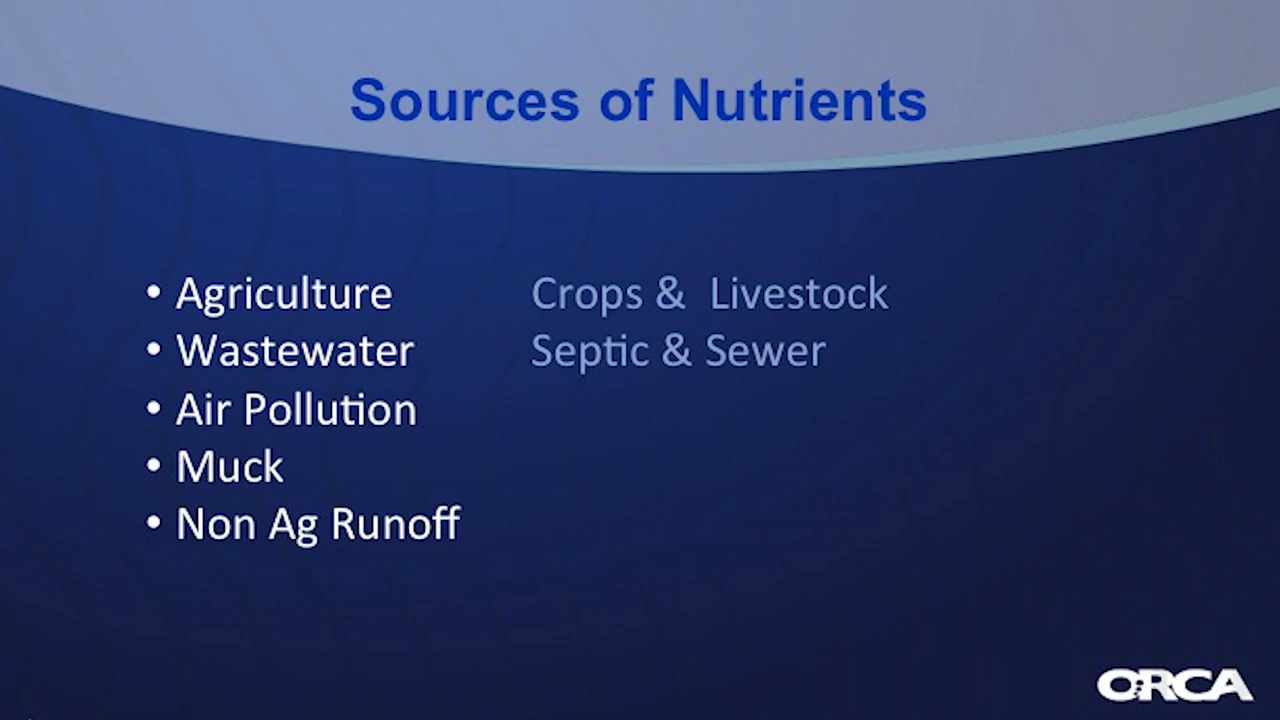 Sources of Nutrients
• Agriculture Crops & Livestock
• Wastewater Septic & Sewer
• Air Pollution
• Muck
• Non Ag Runoff
ORCA